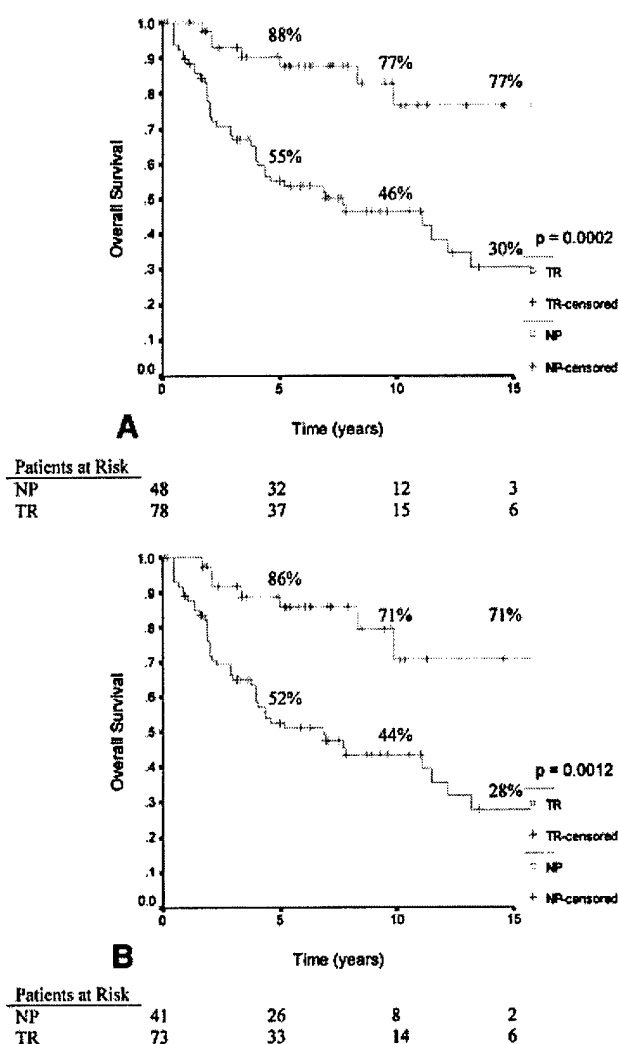 1.0
.9
.8
.7
.6
.5
.4
.3
.2
.1
0.0
Overall Survival
88%
77%
77%
55%
46%
30%
p = 0.0002
TR
TR-censored
NP
NP-censored
0 5 10 15
Time (years)
A
Patients at Risk
NP 48 32 12 3
TR 78 37 15 6
1.0
.9
.8
.7
.6
.5
.4
.3
.2
.1
0.0
Overall Survival
86%
71%
71%
52%
44%
28%
p = 0.0012
TR
TR-censored
NP
NP-censored
0 5 10 15
Time (years)
B
Patients at Risk
NP 41 26 8 2
TR 73 33 14 6